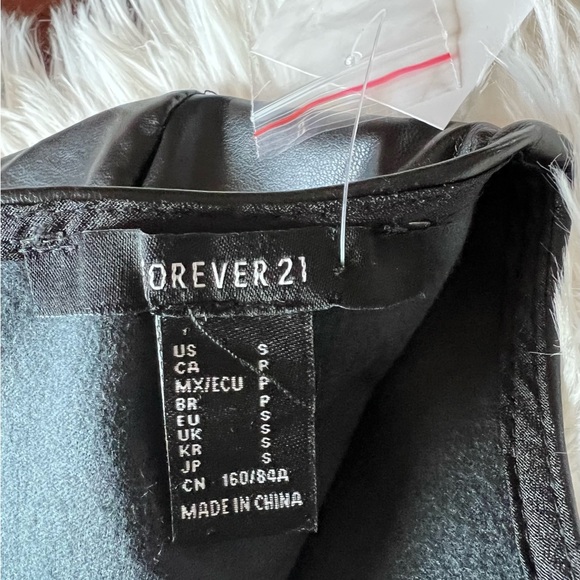 OREVER 21
US S
CA P
MX/ECU P
BR P
EU S
UK S
KR S
JP S
CN 160/84A
MADE IN CHINA